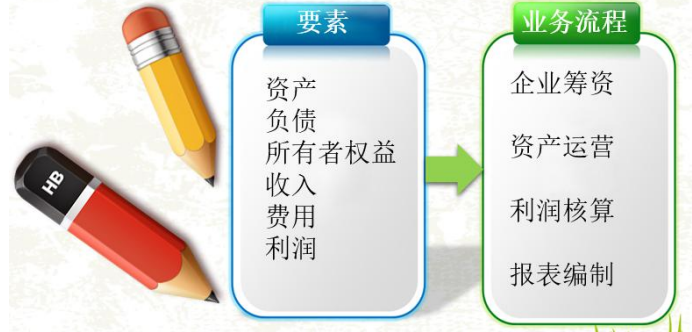 要素
资产
负债
所有者权益
收入
费用
利润
业务流程
企业筹资
资产运营
利润核算
报表编制
HB